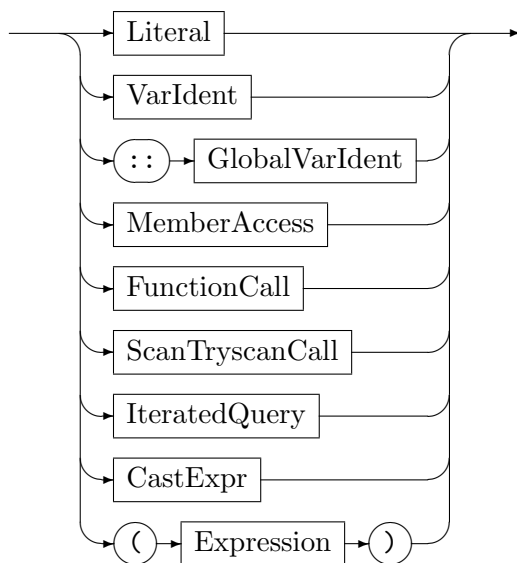 Literal
VarIdent
:: GlobalVarIdent
MemberAccess
FunctionCall
ScanTryscanCall
IteratedQuery
CastExpr
( Expression )